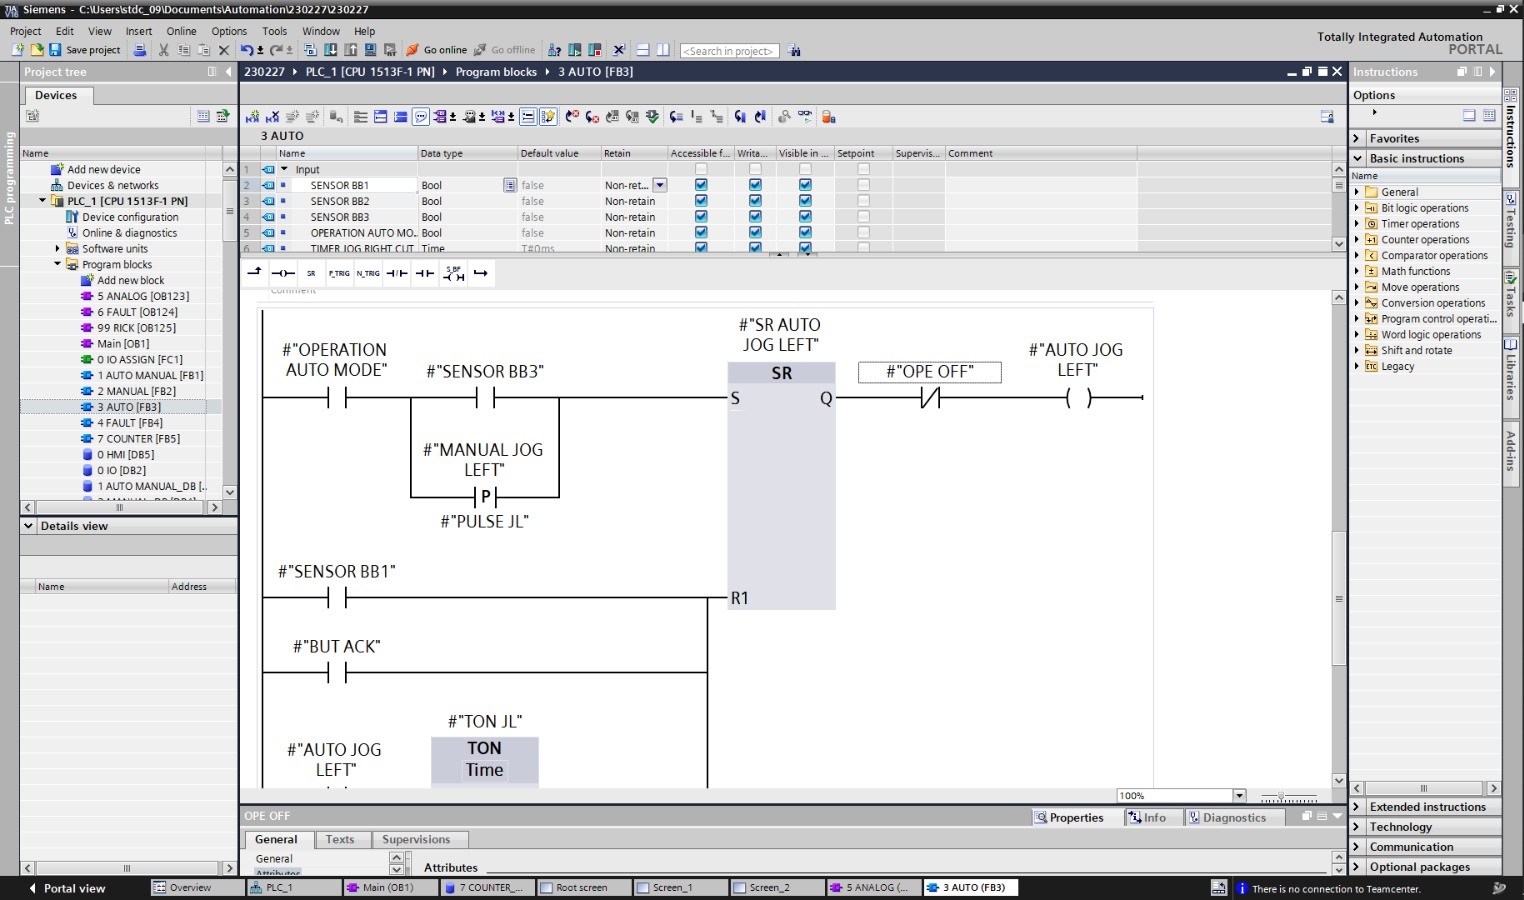 Siemens - C:\Users\stdc_09\Documents\Automation\230227\230227
Project Edit View Insert Online Options Tools Window Help
Totally Integrated Automation
PORTAL
Save project
Go online
Go offline
<Search in project>
Project tree
230227 PLC_1 [CPU 1513F-1 PN] Program blocks 3 AUTO [FB3]
Instructions
Devices
Options
PLC programming
3 AUTO
Favorites
Basic instructions
Name
Name
Add new device
Devices & networks
PLC_1 [CPU 1513F-1 PN]
Device configuration
Online & diagnostics
Software units
Program blocks
Add new block
5 ANALOG [OB123]
6 FAULT [OB124]
99 RICK [OB125]
Main [OB1]
0 IO ASSIGN [FC1]
1 AUTO MANUAL [FB1]
2 MANUAL [FB2]
3 AUTO [FB3]
4 FAULT [FB4]
7 COUNTER [FB5]
0 HMI [DB5]
0 IO [DB2]
1 AUTO MANUAL_DB [..
Name Data type Default value Retain Accessible f... Writa... Visible in ... Setpoint Supervis... Comment
1 Input
2 SENSOR BB1 Bool false Non-ret...
3 SENSOR BB2 Bool false Non-retain
4 SENSOR BB3 Bool false Non-retain
5 OPERATION AUTO MO.. Bool false Non-retain
6 TIMER JOG RIGHT CUT Time T#0ms Non-retain
SR P_TRIG N_TRIG
Comment
#"SR AUTO
JOG LEFT"
#"OPERATION
AUTO MODE"
#"SENSOR BB3"
SR
#"OPE OFF"
#"AUTO JOG
LEFT"
S Q
#"MANUAL JOG
LEFT"
P
#"PULSE JL"
#"SENSOR BB1"
R1
#"BUT ACK"
#"TON JL"
#"AUTO JOG
LEFT"
TON
Time
100%
General
Bit logic operations
Timer operations
Counter operations
Comparator operations
Math functions
Move operations
Conversion operations
Program control operati...
Word logic operations
Shift and rotate
Legacy
Extended instructions
Technology
Communication
Optional packages
Instructions
Testing
Tasks
Libraries
Add-ins
Details view
Name Address
OPE OFF
Properties Info Diagnostics
General Texts Supervisions
General
Attributes
Attributes
Portal view Overview PLC_1 Main (OB1) 7 COUNTER_... Root screen Screen_1 Screen_2 5 ANALOG (... 3 AUTO (FB3)
There is no connection to Teamcenter.